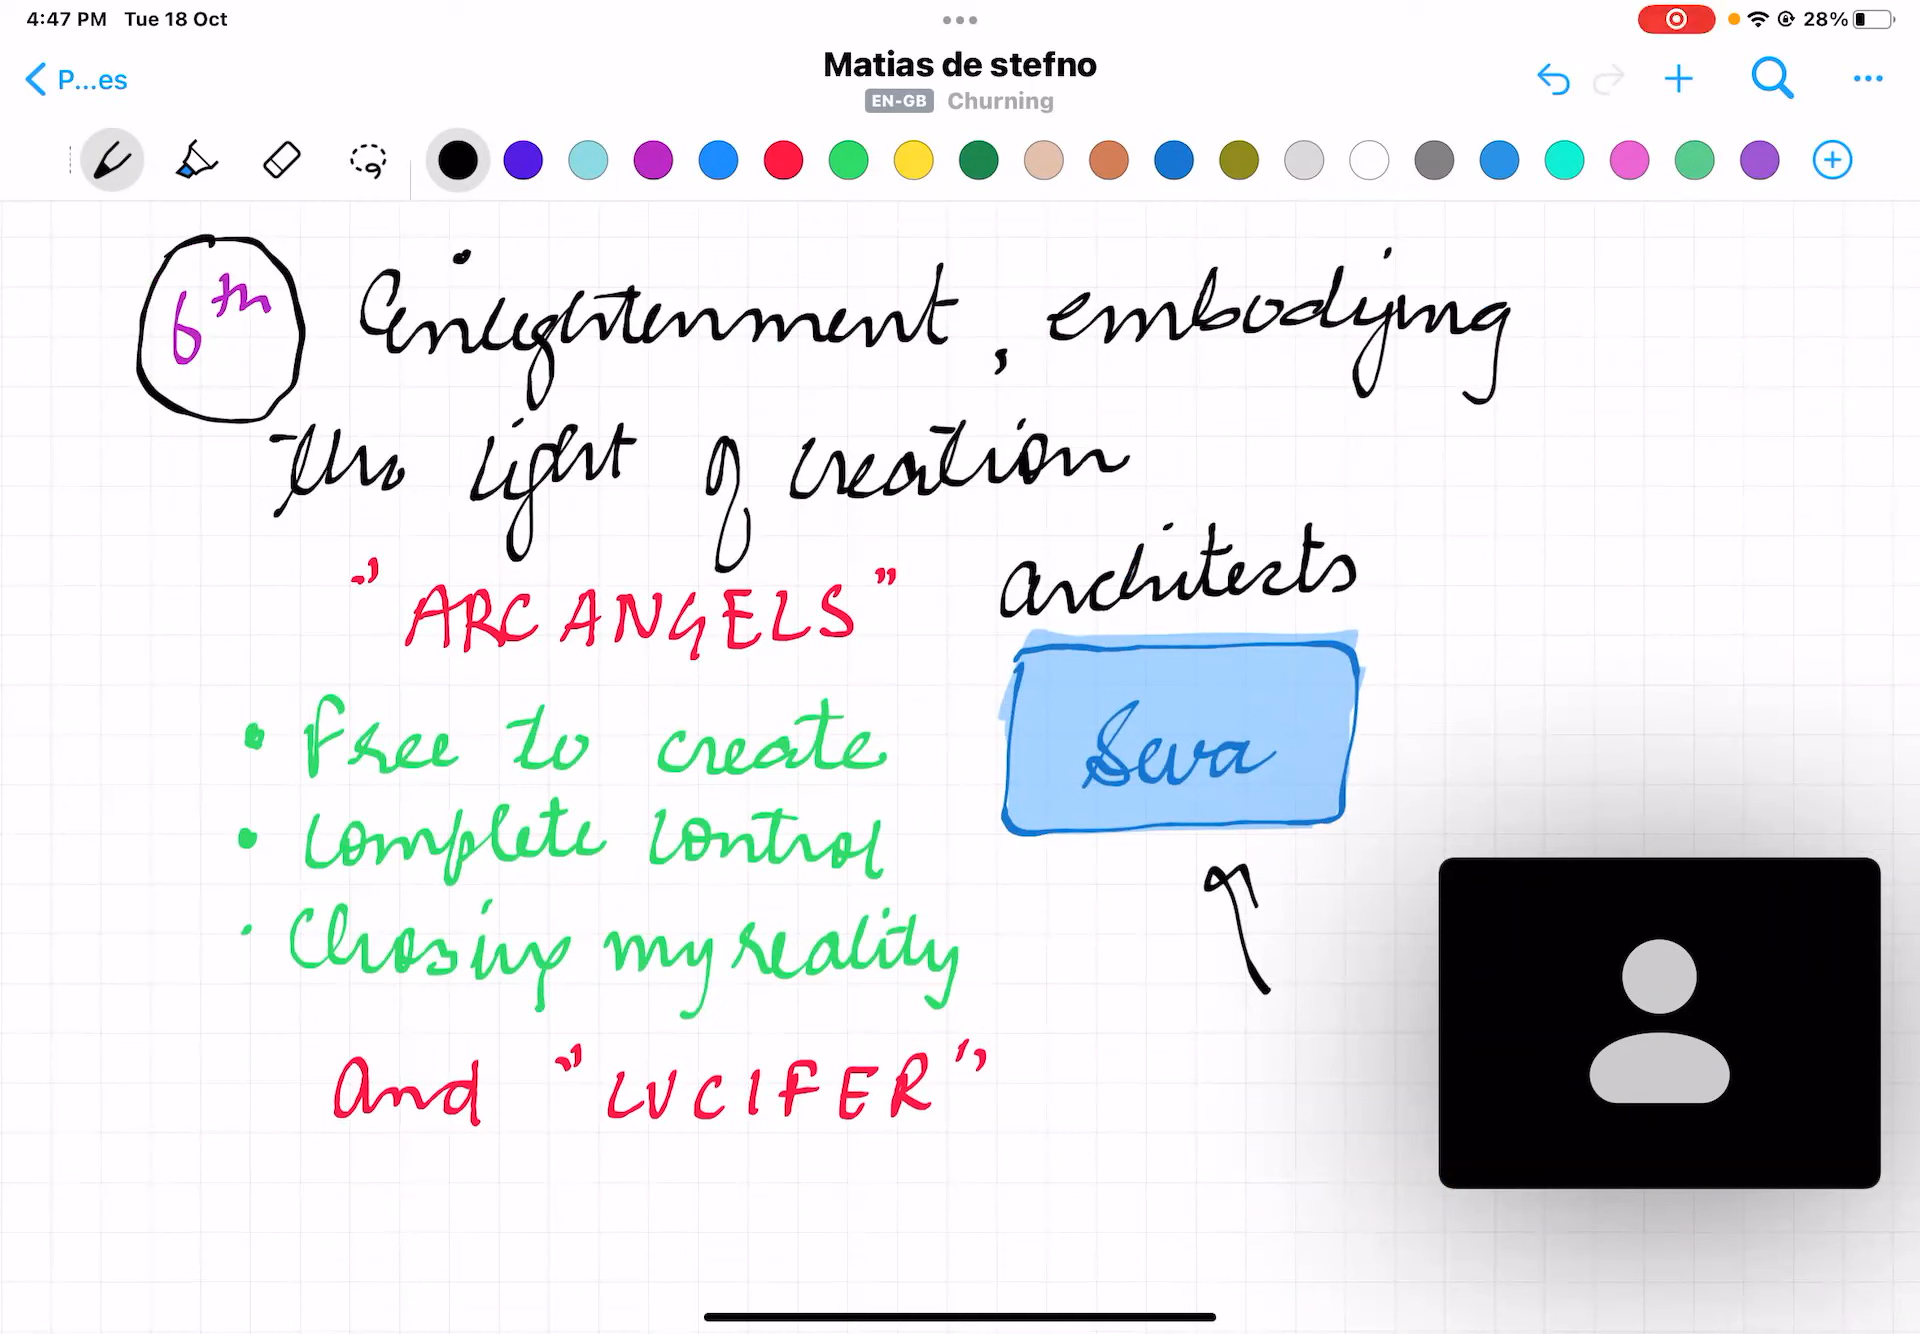 4:47 PM Tue 18 Oct
28%
P...es
Matias de stefno
EN-GB Churning
6th Enlightenment, embodying
the light of creation
architects
"ARC ANGELS"
Seva
• Free to create
• Complete control
• Chosing my reality
And "LUCIFER"